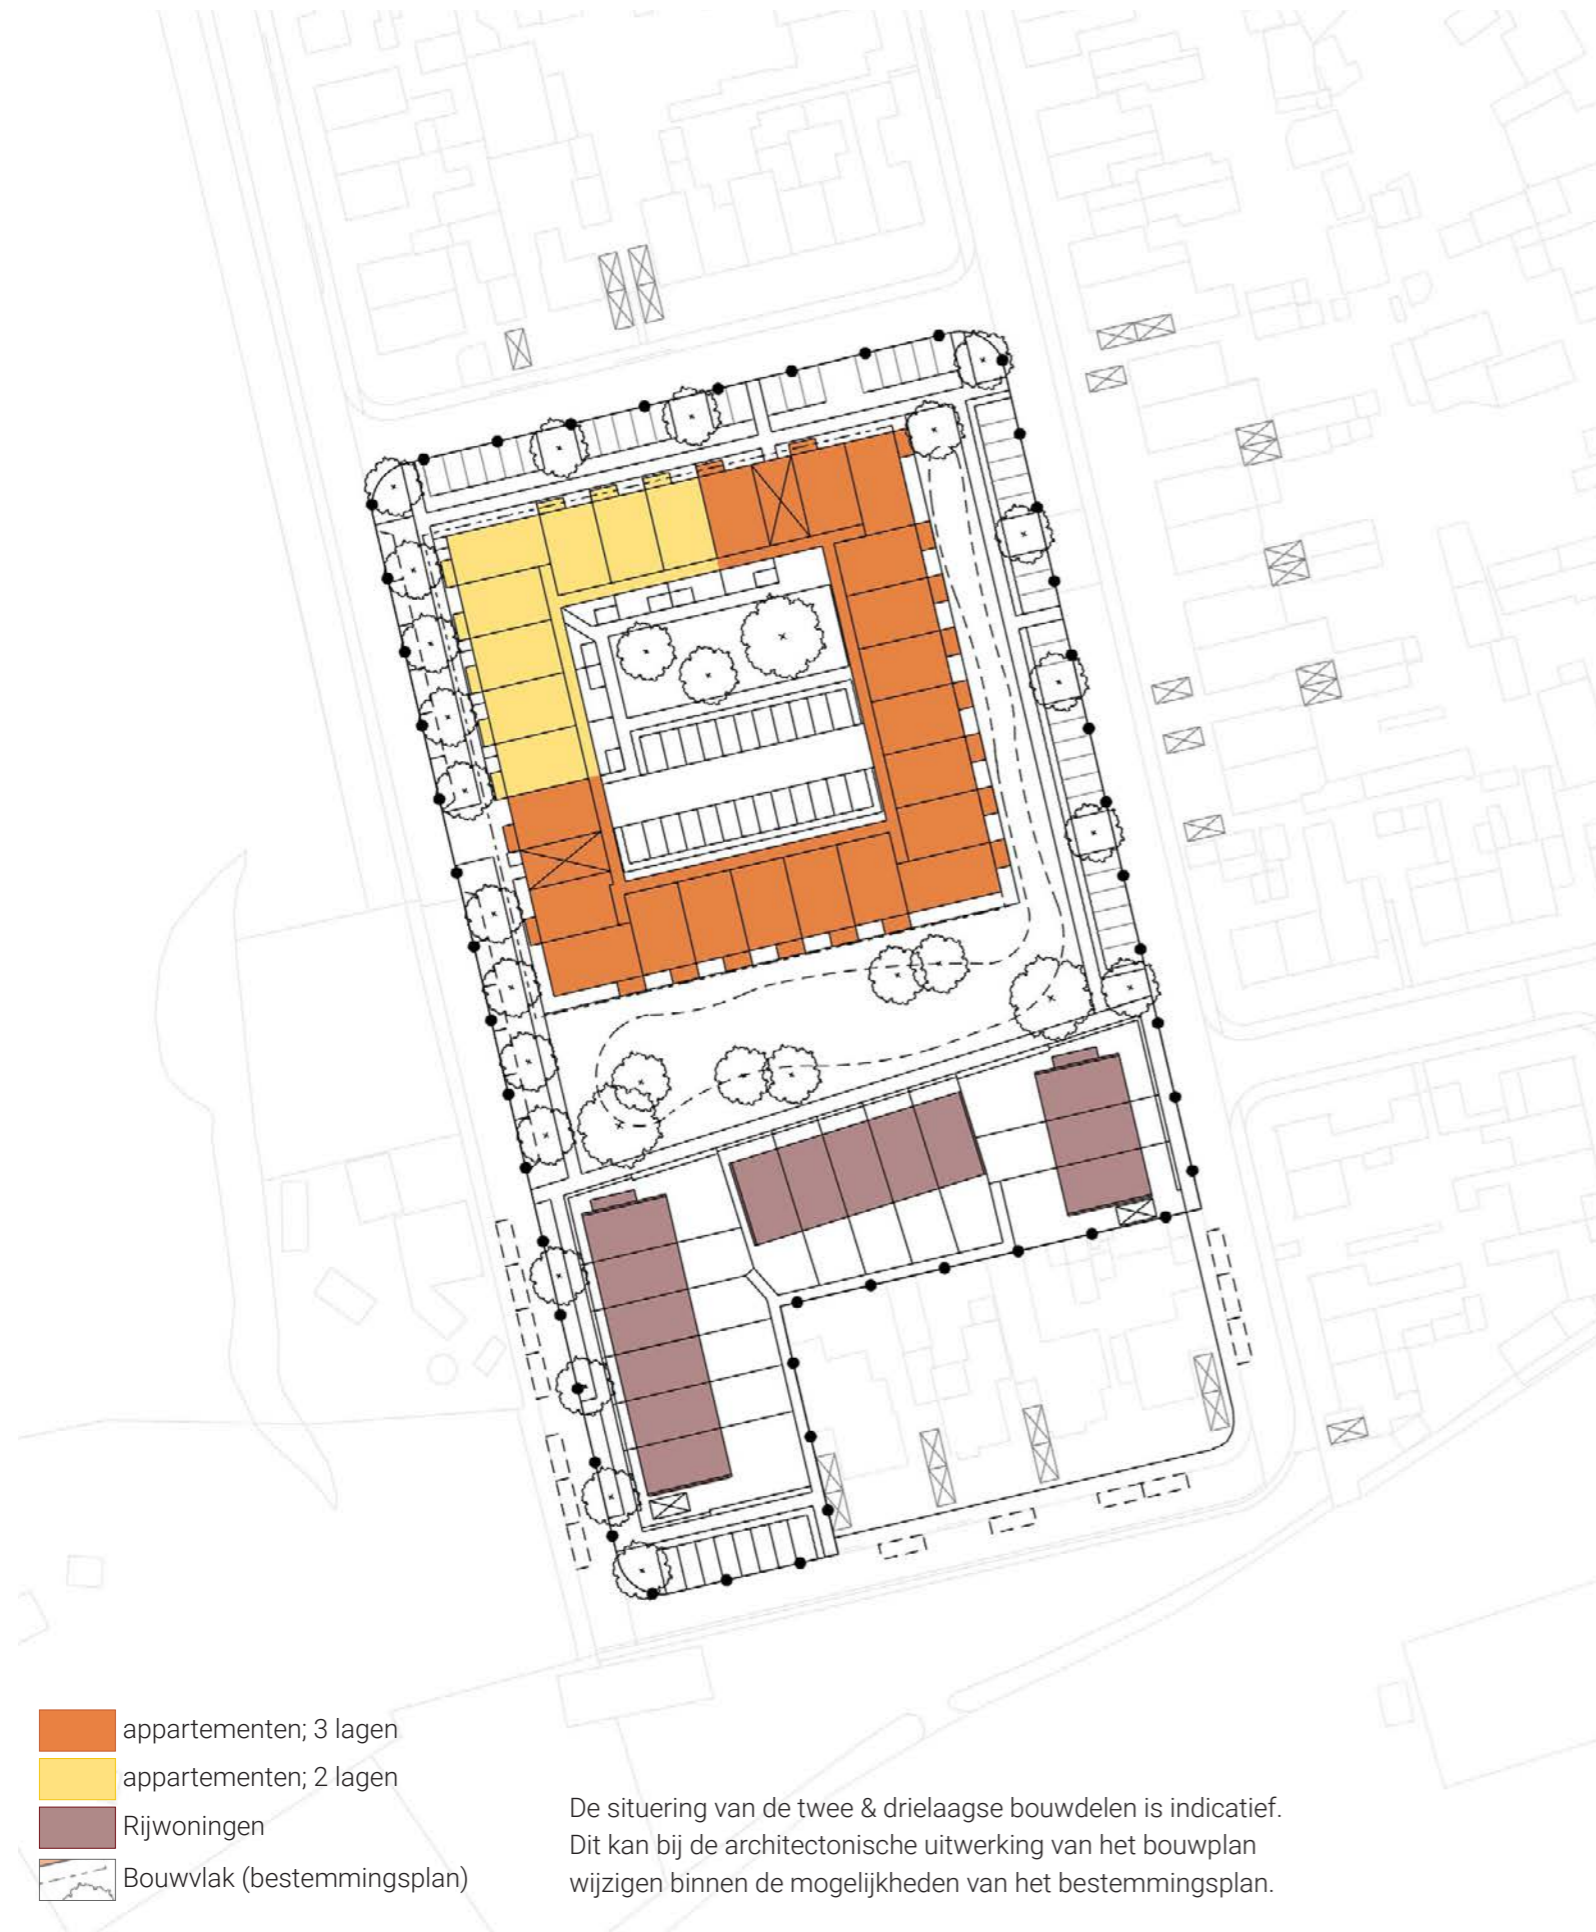 appartementen; 3 lagen
appartementen; 2 lagen
Rijwoningen
Bouwvlak (bestemmingsplan)
De situering van de twee & drielaagse bouwdelen is indicatief.
Dit kan bij de architectonische uitwerking van het bouwplan
wijzigen binnen de mogelijkheden van het bestemmingsplan.